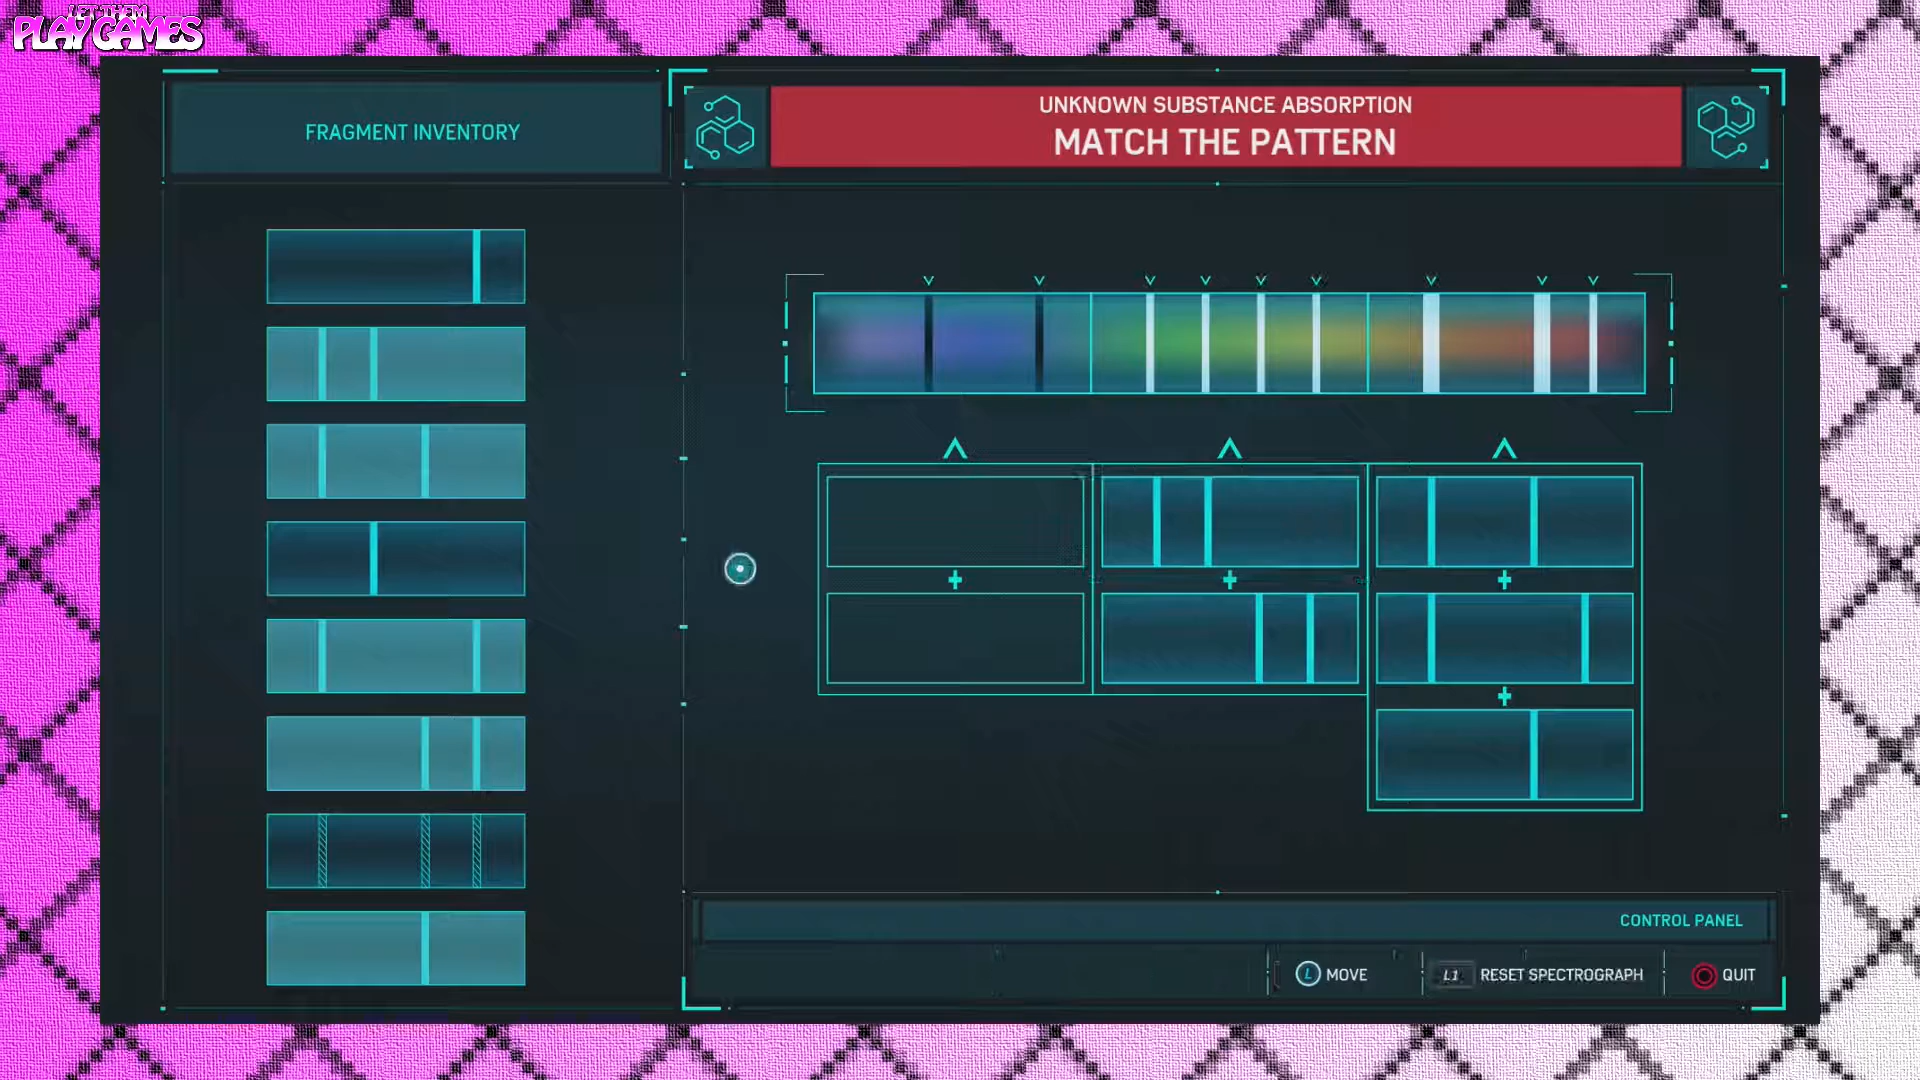 LET THEM
PLAY GAMES
FRAGMENT INVENTORY
UNKNOWN SUBSTANCE ABSORPTION
MATCH THE PATTERN
CONTROL PANEL
L MOVE
L1 RESET SPECTROGRAPH
QUIT